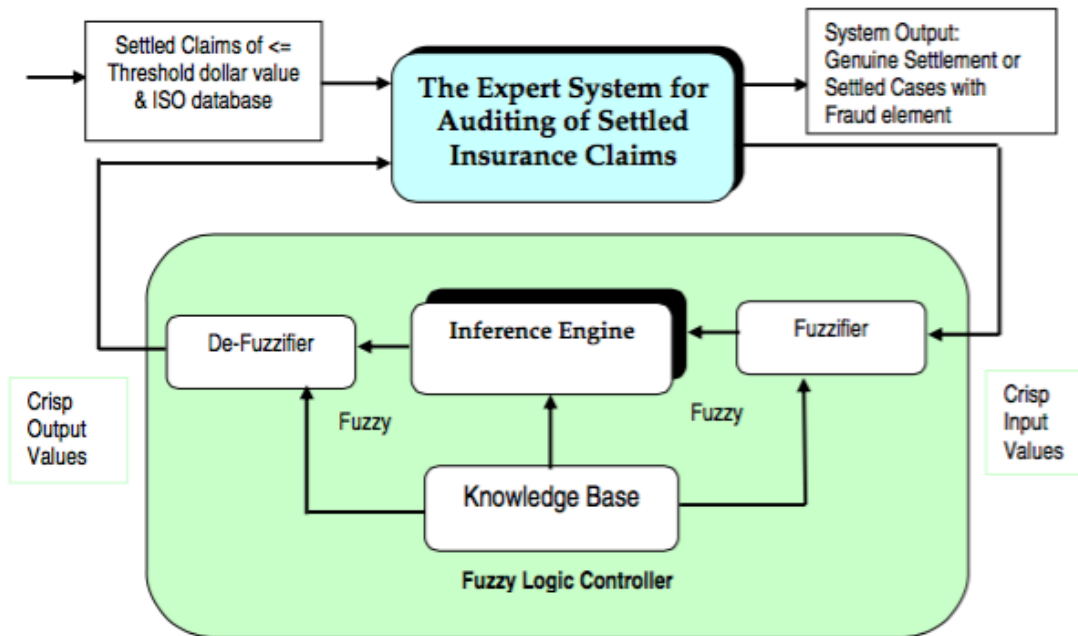 Settled Claims of <=
Threshold dollar value
& ISO database
The Expert System for
Auditing of Settled
Insurance Claims
System Output:
Genuine Settlement or
Settled Cases with
Fraud element
De-Fuzzifier
Inference Engine
Fuzzifier
Crisp
Output
Values
Fuzzy
Fuzzy
Crisp
Input
Values
Knowledge Base
Fuzzy Logic Controller